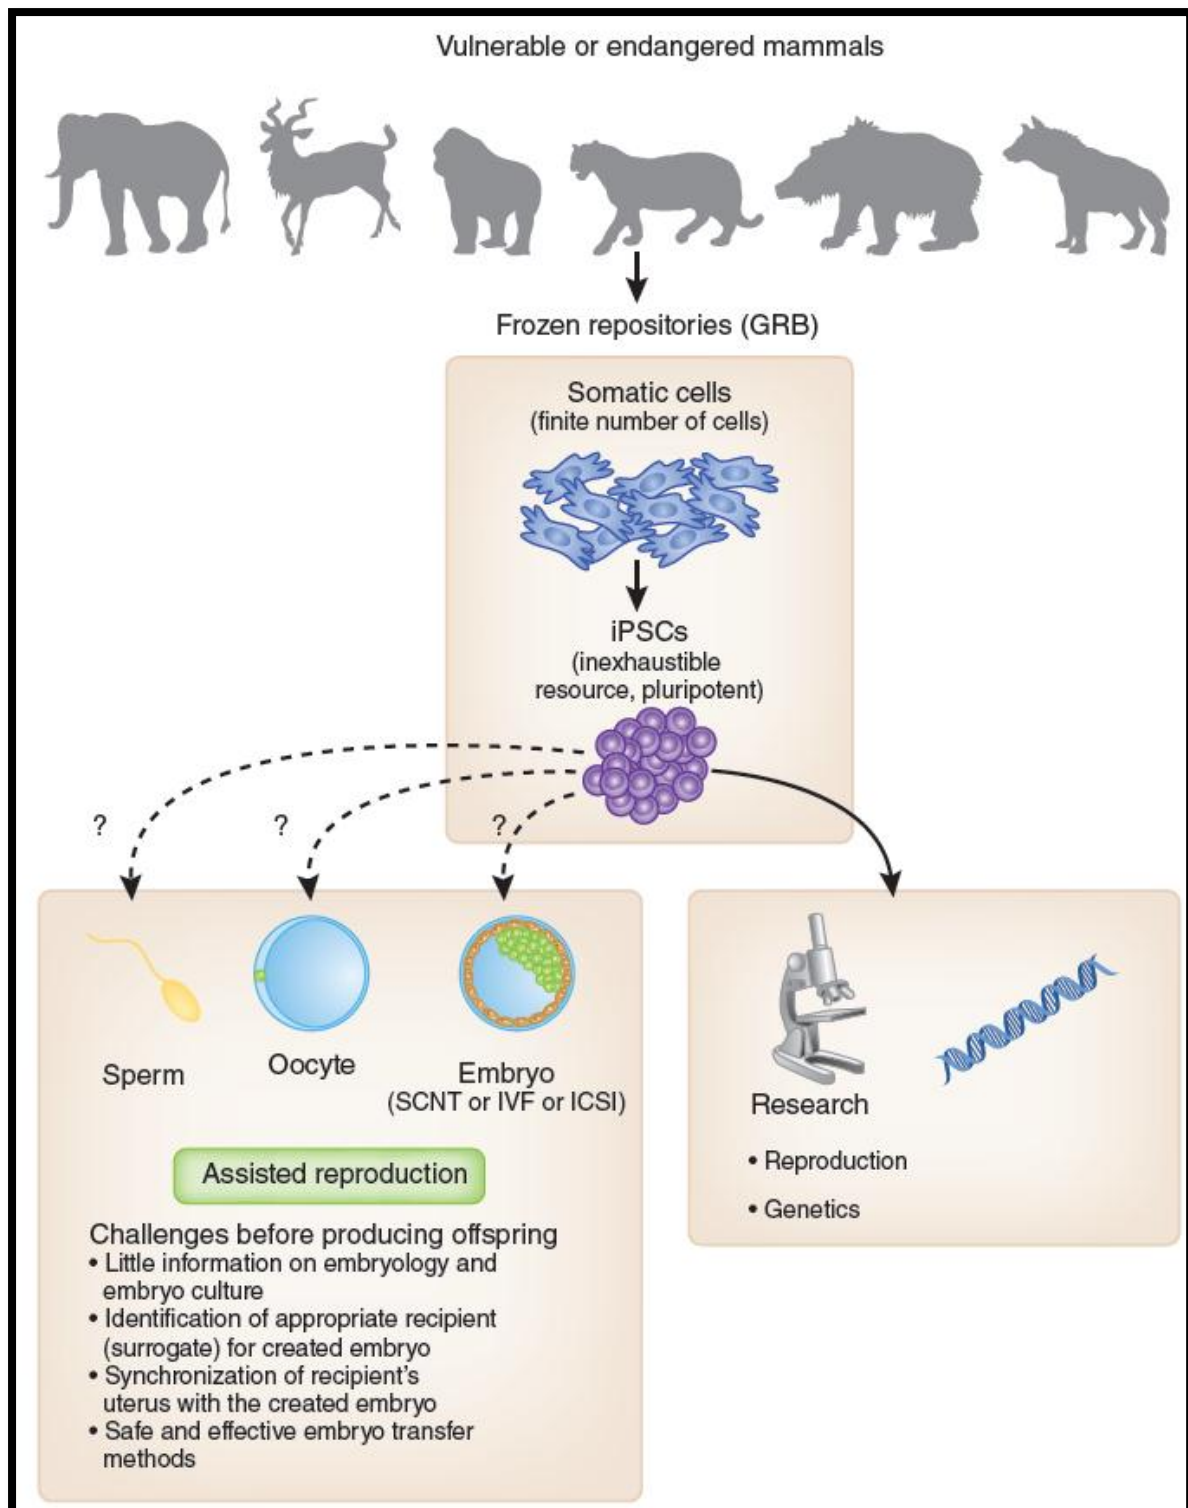 Vulnerable or endangered mammals
Frozen repositories (GRB)
Somatic cells
(finite number of cells)
iPSCs
(inexhaustible
resource, pluripotent)
?
?
?
Sperm
Oocyte
Embryo
(SCNT or IVF or ICSI)
Assisted reproduction
Challenges before producing offspring
• Little information on embryology and
embryo culture
• Identification of appropriate recipient
(surrogate) for created embryo
• Synchronization of recipient's
uterus with the created embryo
• Safe and effective embryo transfer
methods
Research
• Reproduction
• Genetics